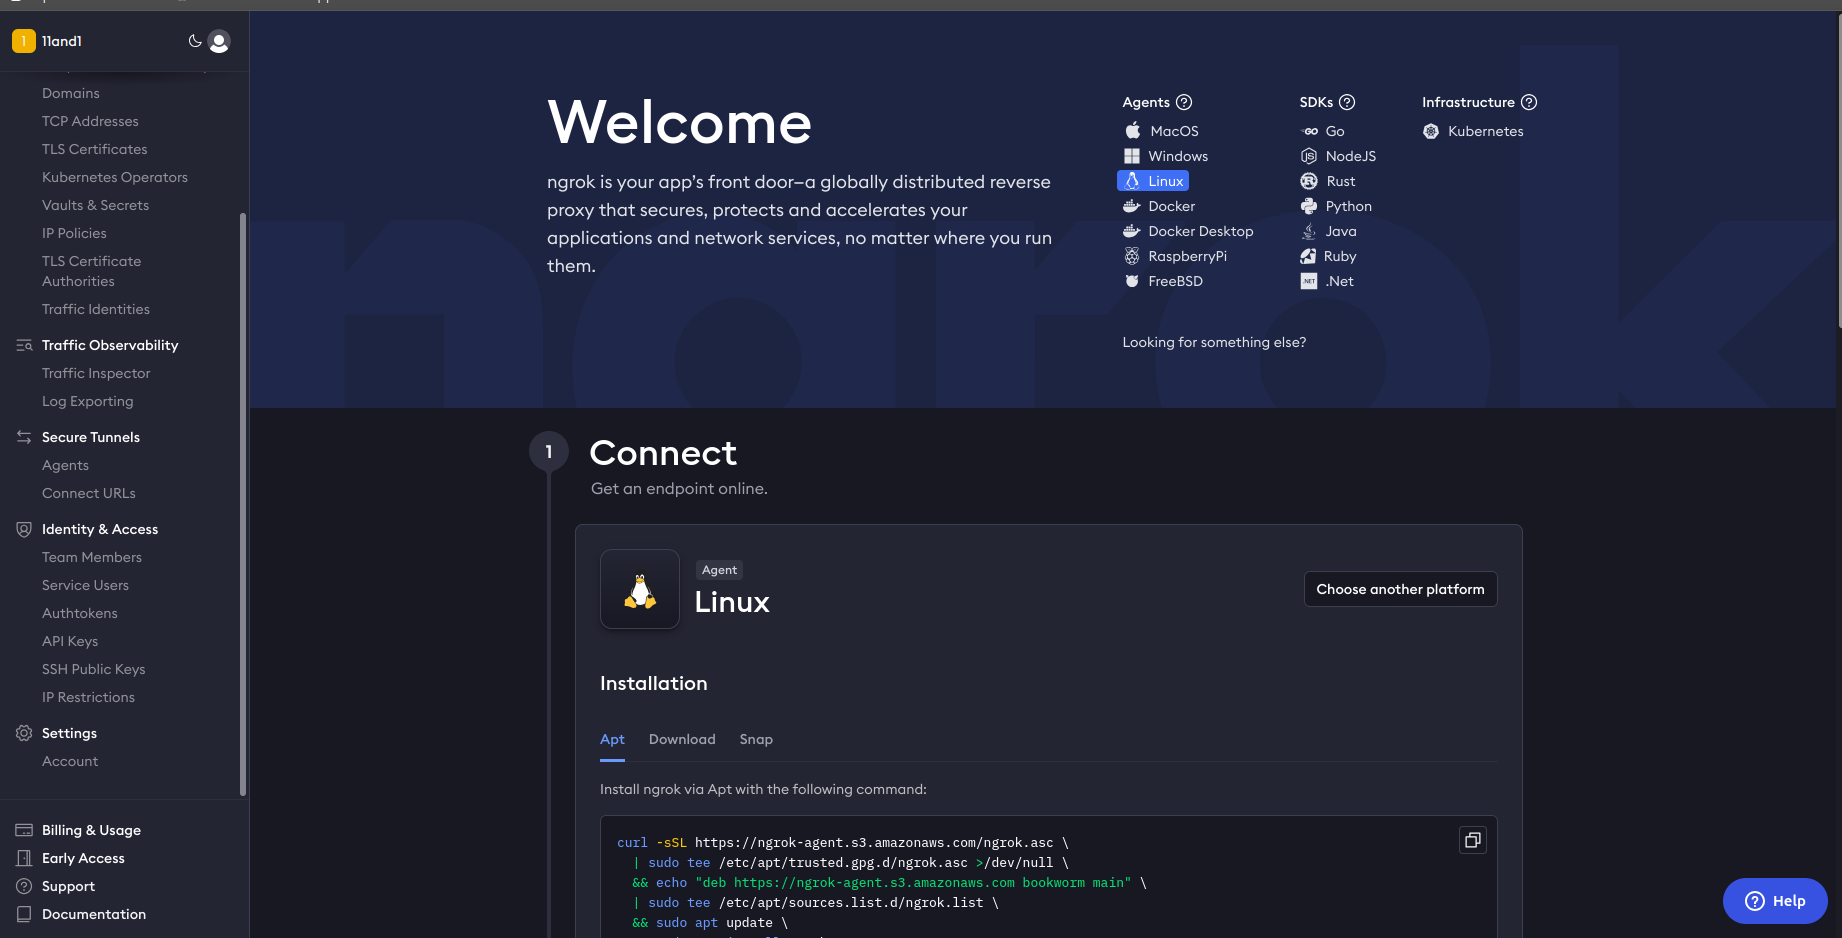 1
11and1
Domains
TCP Addresses
TLS Certificates
Kubernetes Operators
Vaults & Secrets
IP Policies
TLS Certificate
Authorities
Traffic Identities
Traffic Observability
Traffic Inspector
Log Exporting
Secure Tunnels
Agents
Connect URLs
Identity & Access
Team Members
Service Users
Authtokens
API Keys
SSH Public Keys
IP Restrictions
Settings
Account
Billing & Usage
Early Access
Support
Documentation
ngrok
Welcome
ngrok is your app's front door—a globally distributed reverse
proxy that secures, protects and accelerates your
applications and network services, no matter where you run
them.
Agents
MacOS
Windows
Linux
Docker
Docker Desktop
RaspberryPi
FreeBSD
SDKs
Go
NodeJS
Rust
Python
Java
Ruby
.Net
Infrastructure
Kubernetes
Looking for something else?
1
Connect
Get an endpoint online.
Agent
Linux
Choose another platform
Installation
Apt Download Snap
Install ngrok via Apt with the following command:
curl -sSL https://ngrok-agent.s3.amazonaws.com/ngrok.asc \
| sudo tee /etc/apt/trusted.gpg.d/ngrok.asc >/dev/null \
&& echo "deb https://ngrok-agent.s3.amazonaws.com bookworm main" \
| sudo tee /etc/apt/sources.list.d/ngrok.list \
&& sudo apt update \
Help